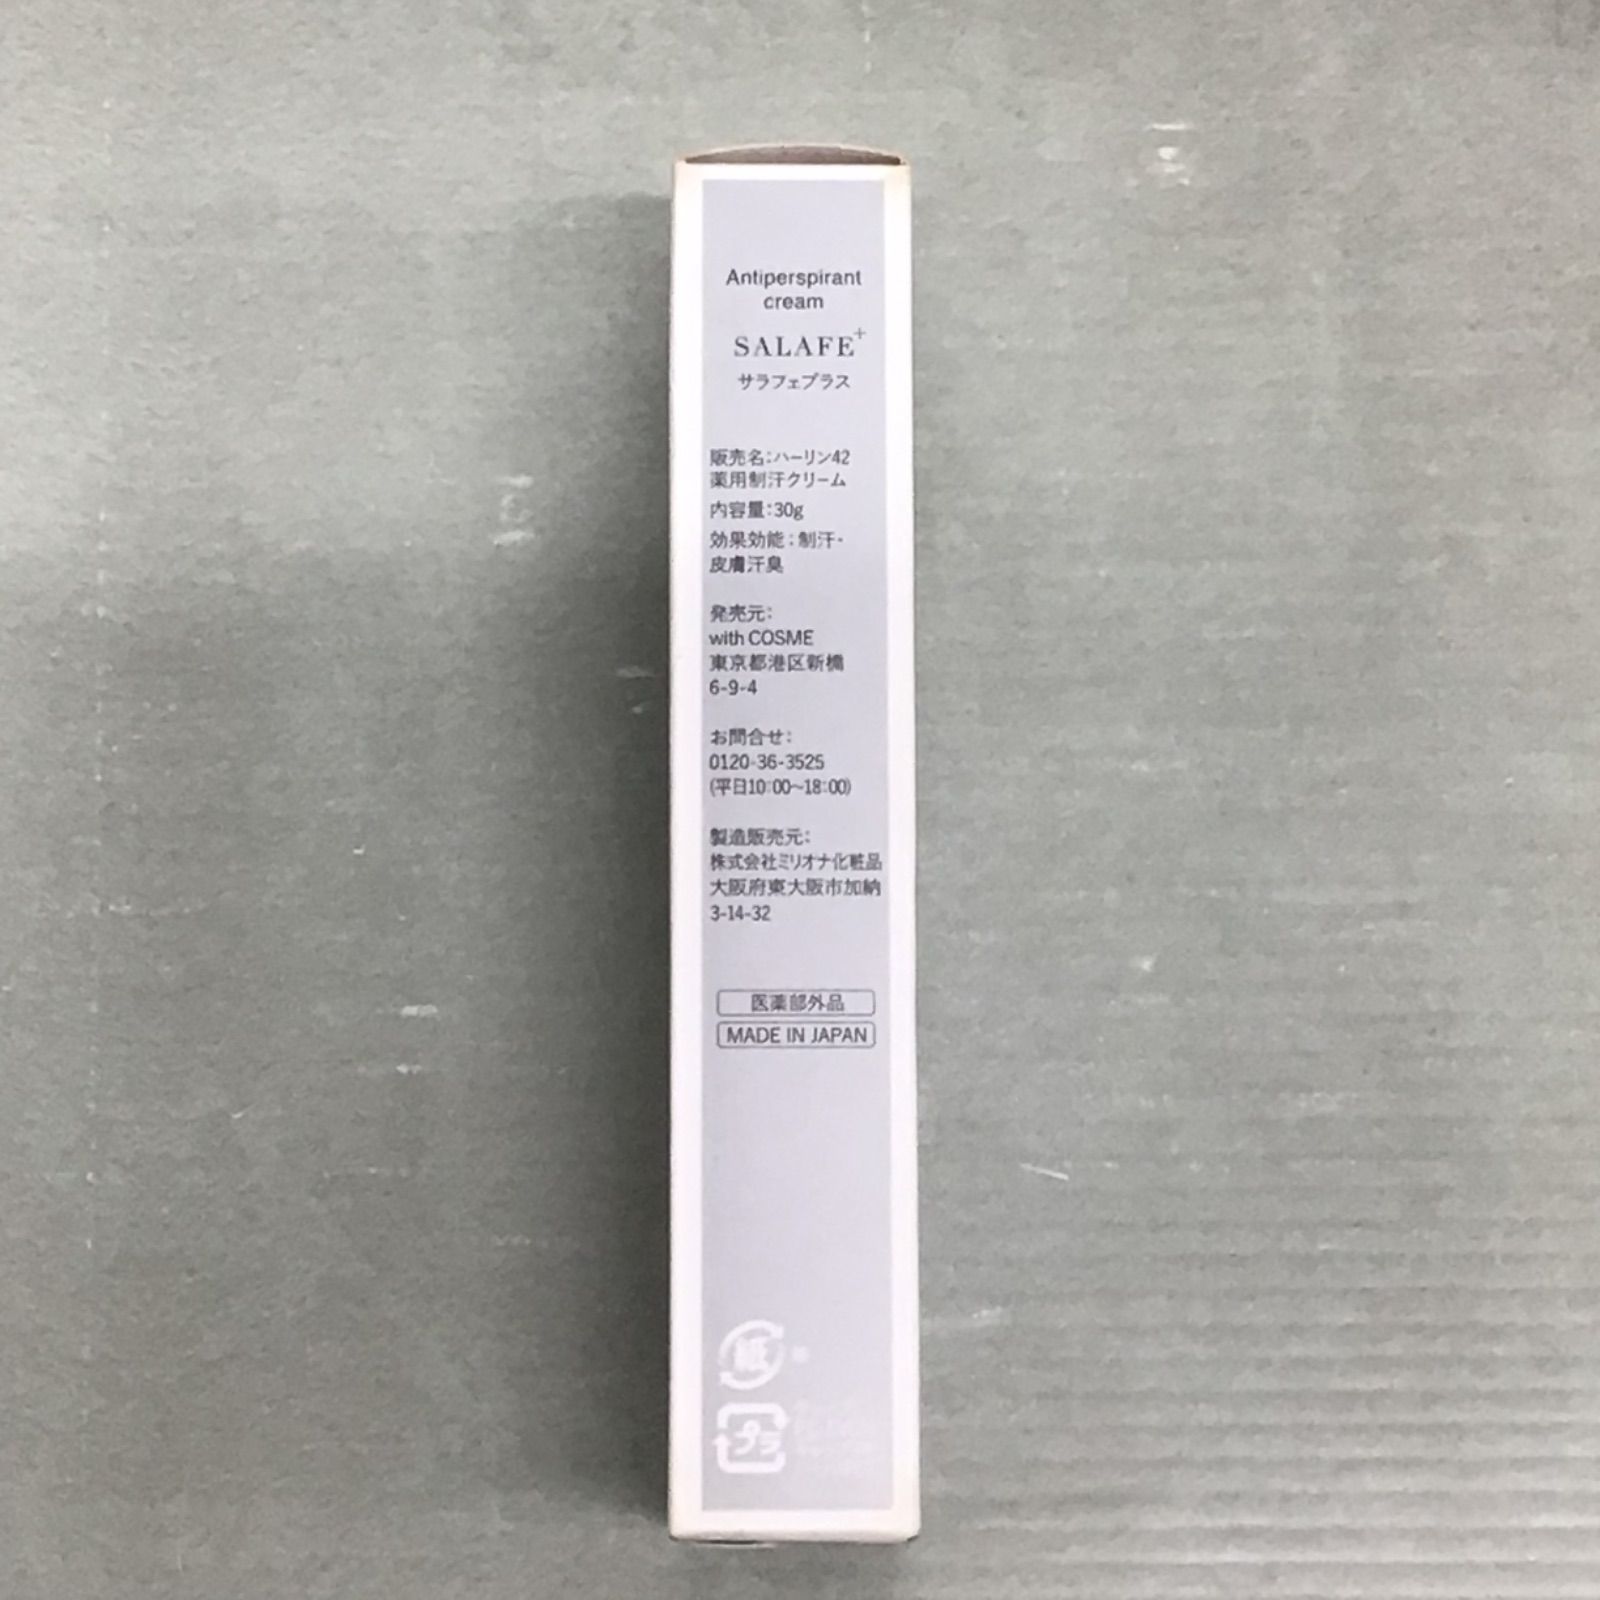 Antiperspirant
cream
SALAFE+
サラフェプラス
販売名:ハーリン42
薬用制汗クリーム
内容量:30g
効果効能:制汗・
皮膚汗臭
発売元:
with COSME
東京都港区新橋
6-9-4
お問合せ:
0120-36-3525
(平日10:00〜18:00)
製造販売元:
株式会社ミリオナ化粧品
大阪府東大阪市加納
3-14-32
医薬部外品
MADE IN JAPAN
紙
プラ